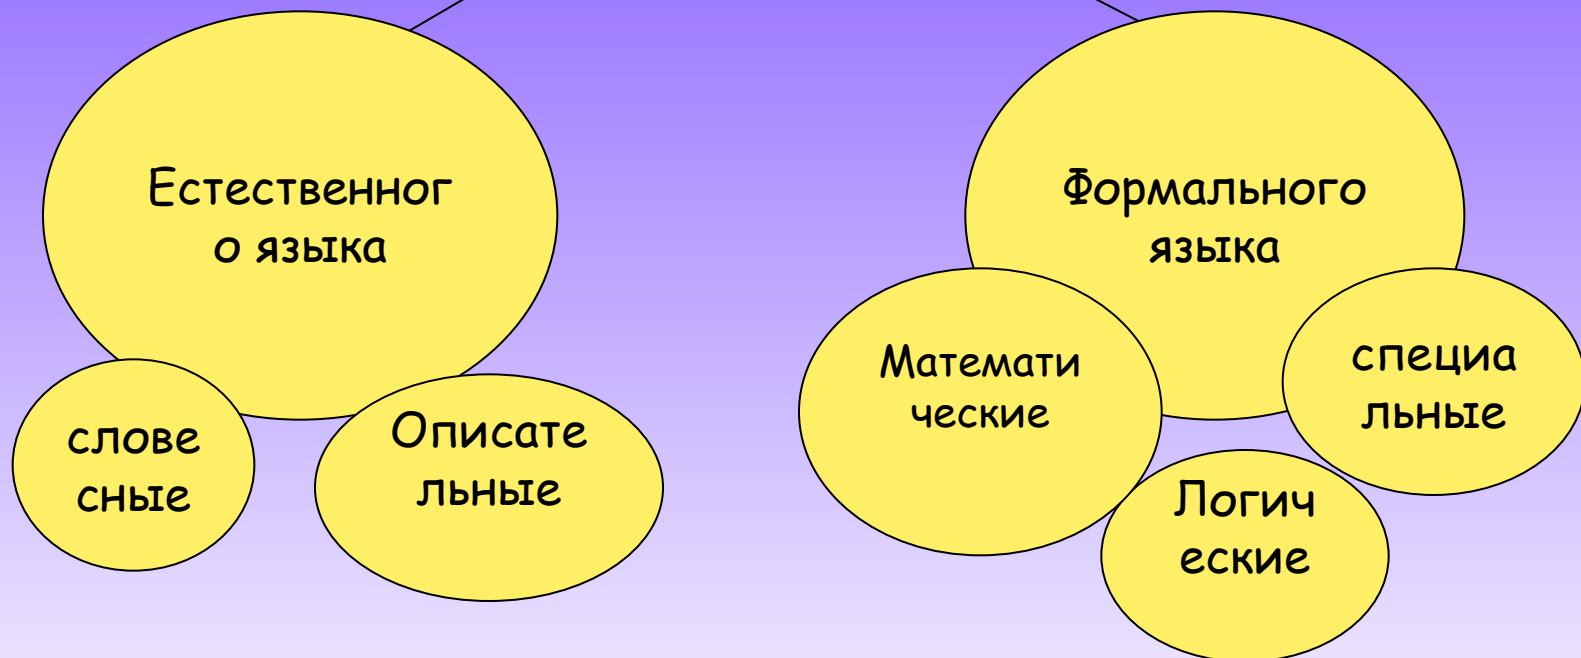 Естественног
о языка
слове
сные
Описате
льные
Формального
языка
Математи
ческие
Логич
еские
специа
льные